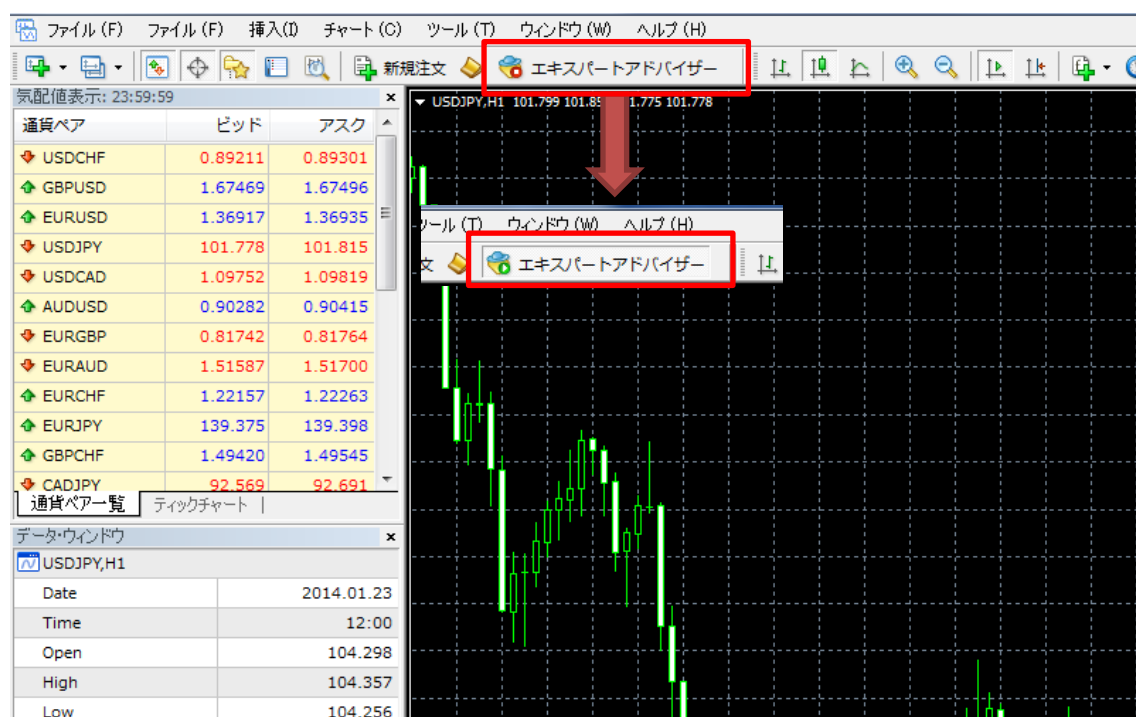 ファイル (F) ファイル (F) 挿入(I) チャート (C) ツール (T) ウィンドウ (W) ヘルプ (H)
新規注文 エキスパートアドバイザー
気配値表示: 23:59:59
通貨ペア ビッド アスク
USDCHF 0.89211 0.89301
GBPUSD 1.67469 1.67496
EURUSD 1.36917 1.36935
USDJPY 101.778 101.815
USDCAD 1.09752 1.09819
AUDUSD 0.90282 0.90415
EURGBP 0.81742 0.81764
EURAUD 1.51587 1.51700
EURCHF 1.22157 1.22263
EURJPY 139.375 139.398
GBPCHF 1.49420 1.49545
CADJPY 92.569 92.691
通貨ペア一覧 ティックチャート
データ・ウィンドウ
USDJPY,H1
Date 2014.01.23
Time 12:00
Open 104.298
High 104.357
Low 104.256
USDJPY,H1 101.799 101.775 101.778
ツール (T) ウィンドウ (W) ヘルプ (H)
文 エキスパートアドバイザー